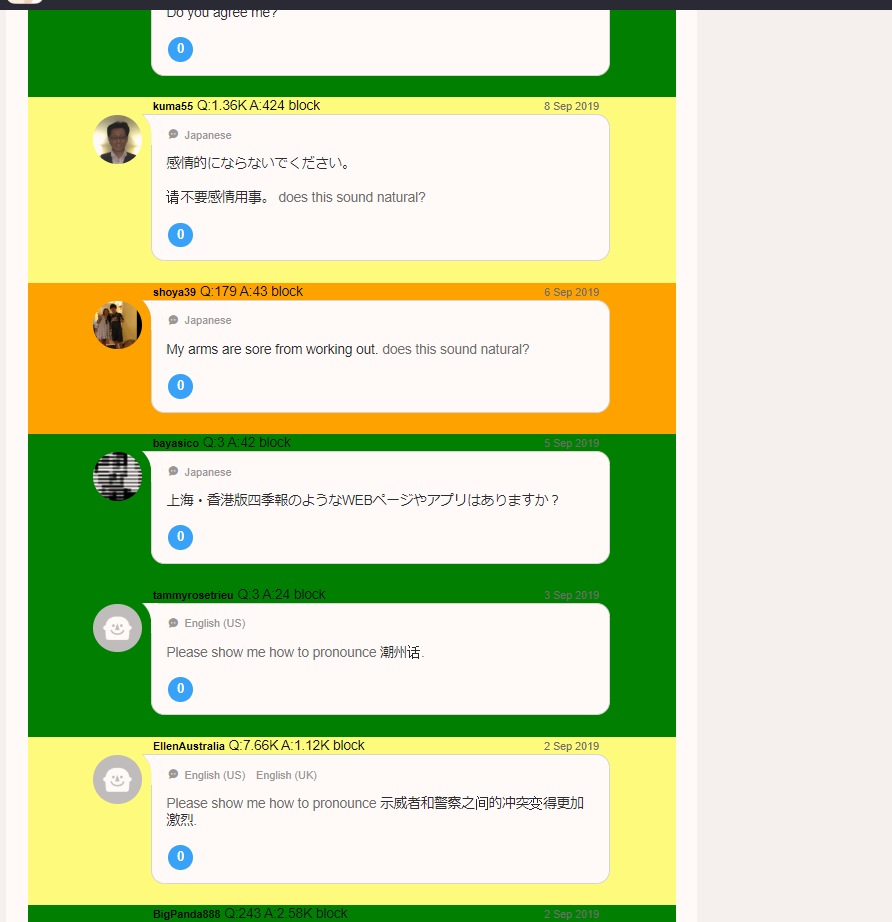 Do you agree me?
0
kuma55 Q:1.36K A:424 block 8 Sep 2019
Japanese
感情的にならないでください。
请不要感情用事。 does this sound natural?
0
shoya39 Q:179 A:43 block 6 Sep 2019
Japanese
My arms are sore from working out. does this sound natural?
0
bayasico Q:3 A:42 block 5 Sep 2019
Japanese
上海・香港版四季報のようなWEBページやアプリはありますか？
0
tammyrosetrieu Q:3 A:24 block 3 Sep 2019
English (US)
Please show me how to pronounce 潮州话.
0
EllenAustralia Q:7.66K A:1.12K block 2 Sep 2019
English (US) English (UK)
Please show me how to pronounce 示威者和警察之间的冲突变得更加
激烈.
0
BigPanda888 Q:243 A:2.58K block 2 Sep 2019